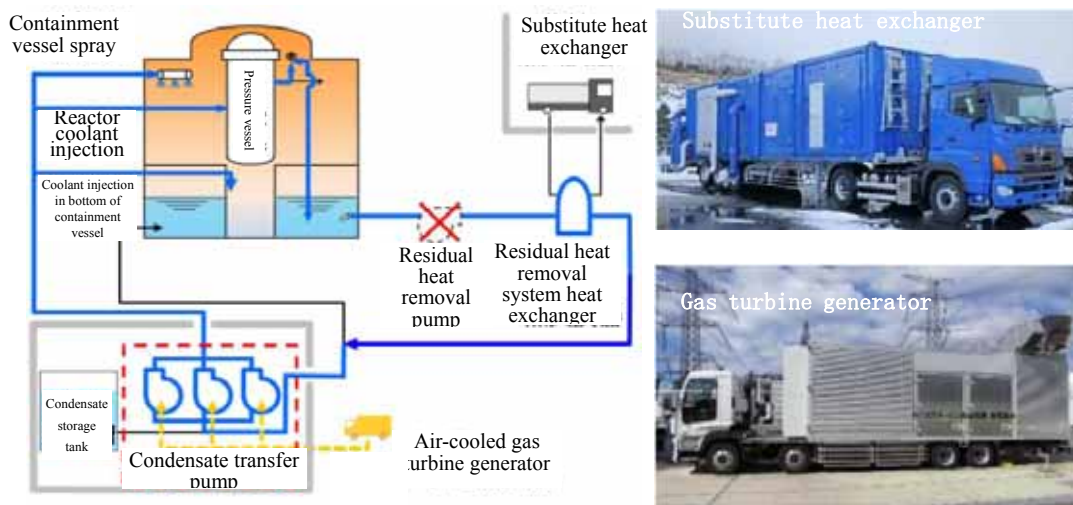 Containment
vessel spray
Pressure vessel
Reactor
coolant
injection
Coolant injection
in bottom of
containment
vessel
Substitute heat
exchanger
Residual
heat
removal
pump
Residual heat
removal
system heat
exchanger
Condensate
storage
tank
Condensate transfer
pump
Air-cooled gas
turbine generator
Substitute heat exchanger
Gas turbine generator